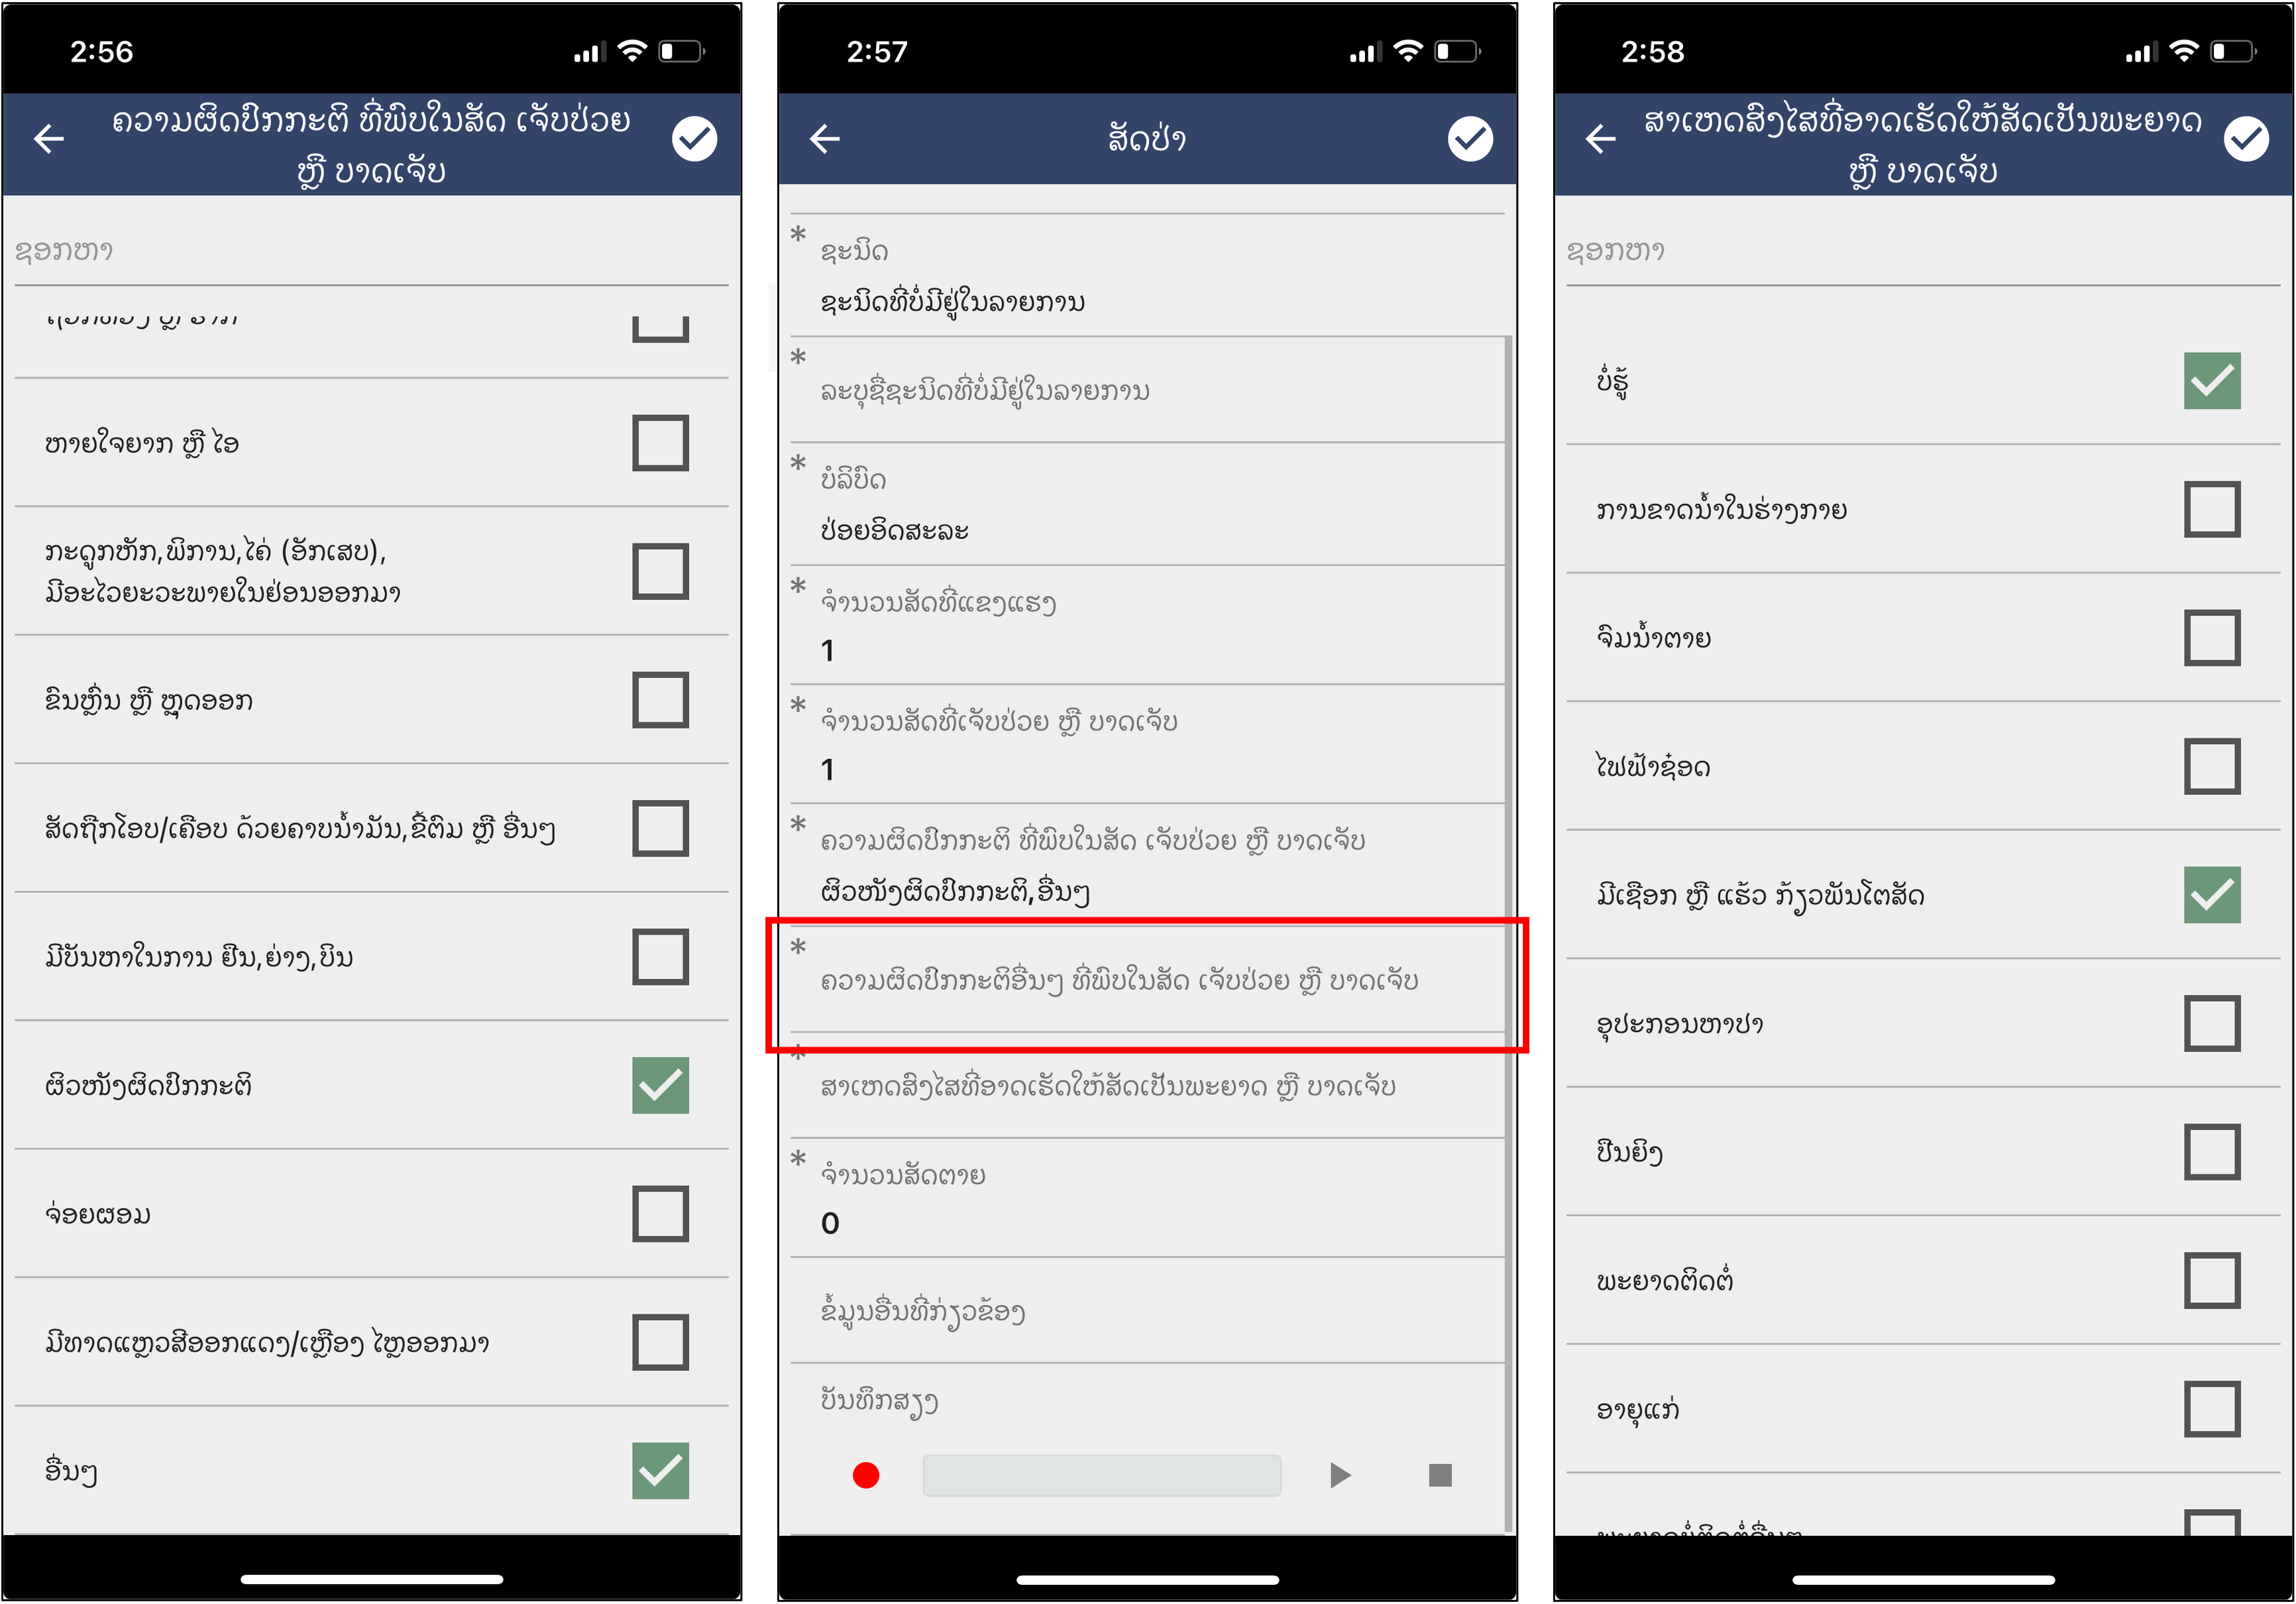 2:56
ຄວາມຜິດປົກກະຕິ ທີ່ພົບໃນສັດ ເຈັບປ່ວຍ
ຫຼື ບາດເຈັບ
ຊອກຫາ
ຫາຍໃຈຍາກ ຫຼື ໄອ
ກະດູກຫັກ,ພິການ,ໄຄ່ (ອັກເສບ),
ມີອະໄວຍະວະພາຍໃນຢ່ອນອອກມາ
ຂົນຫຼົ່ນ ຫຼື ຫຼຸດອອກ
ສັດຖືກໂອບ/ເຄືອບ ດ້ວຍຄາບນ້ຳມັນ,ຂີ້ຕົມ ຫຼື ອື່ນໆ
ມີບັນຫາໃນການ ຢືນ,ຍ່າງ,ບິນ
ຜິວໜັງຜິດປົກກະຕິ
ຈ່ອຍຜອມ
ມີທາດແຫຼວສີອອກແດງ/ເຫຼືອງ ໄຫຼອອກມາ
ອື່ນໆ
2:57
ສັດປ່າ
* ຊະນິດ
ຊະນິດທີ່ບໍ່ມີຢູ່ໃນລາຍການ
* ລະບຸຊື່ຊະນິດທີ່ບໍ່ມີຢູ່ໃນລາຍການ
* ບໍລິບົດ
ປ່ອຍອິດສະລະ
* ຈຳນວນສັດທີ່ແຂງແຮງ
1
* ຈຳນວນສັດທີ່ເຈັບປ່ວຍ ຫຼື ບາດເຈັບ
1
* ຄວາມຜິດປົກກະຕິ ທີ່ພົບໃນສັດ ເຈັບປ່ວຍ ຫຼື ບາດເຈັບ
ຜິວໜັງຜິດປົກກະຕິ,ອື່ນໆ
* ຄວາມຜິດປົກກະຕິອື່ນໆ ທີ່ພົບໃນສັດ ເຈັບປ່ວຍ ຫຼື ບາດເຈັບ
* ສາເຫດສົງໄສທີ່ອາດເຮັດໃຫ້ສັດເປັນພະຍາດ ຫຼື ບາດເຈັບ
* ຈຳນວນສັດຕາຍ
0
ຂໍ້ມູນອື່ນທີ່ກ່ຽວຂ້ອງ
ບັນທຶກສຽງ
2:58
ສາເຫດສົງໄສທີ່ອາດເຮັດໃຫ້ສັດເປັນພະຍາດ
ຫຼື ບາດເຈັບ
ຊອກຫາ
ບໍ່ຮູ້
ການຂາດນ້ຳໃນຮ່າງກາຍ
ຈົມນ້ຳຕາຍ
ໄຟຟ້າຊ໋ອດ
ມີເຊືອກ ຫຼື ແຮ້ວ ກ້ຽວພັນໂຕສັດ
ອຸປະກອນຫາປາ
ປືນຍິງ
ພະຍາດຕິດຕໍ່
ອາຍຸແກ່